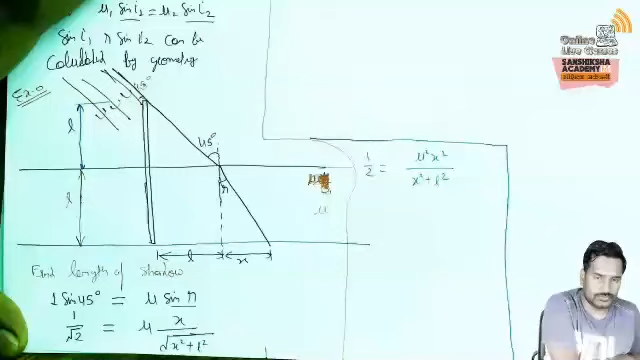 μ₁ Sin i₁ = μ₂ Sin i₂
Sin i₁ n Sin i₂ can be
Calculated by geometry
45°
l
45°
r
l
μ
l
x
Find length of Shadow
1 Sin 45° = μ Sin r
1/√2 = μ x/√x²+l²
1/2 = μ²x²/x²+l²
Online
Live Classes
SANSHIKSHA
ACADEMY